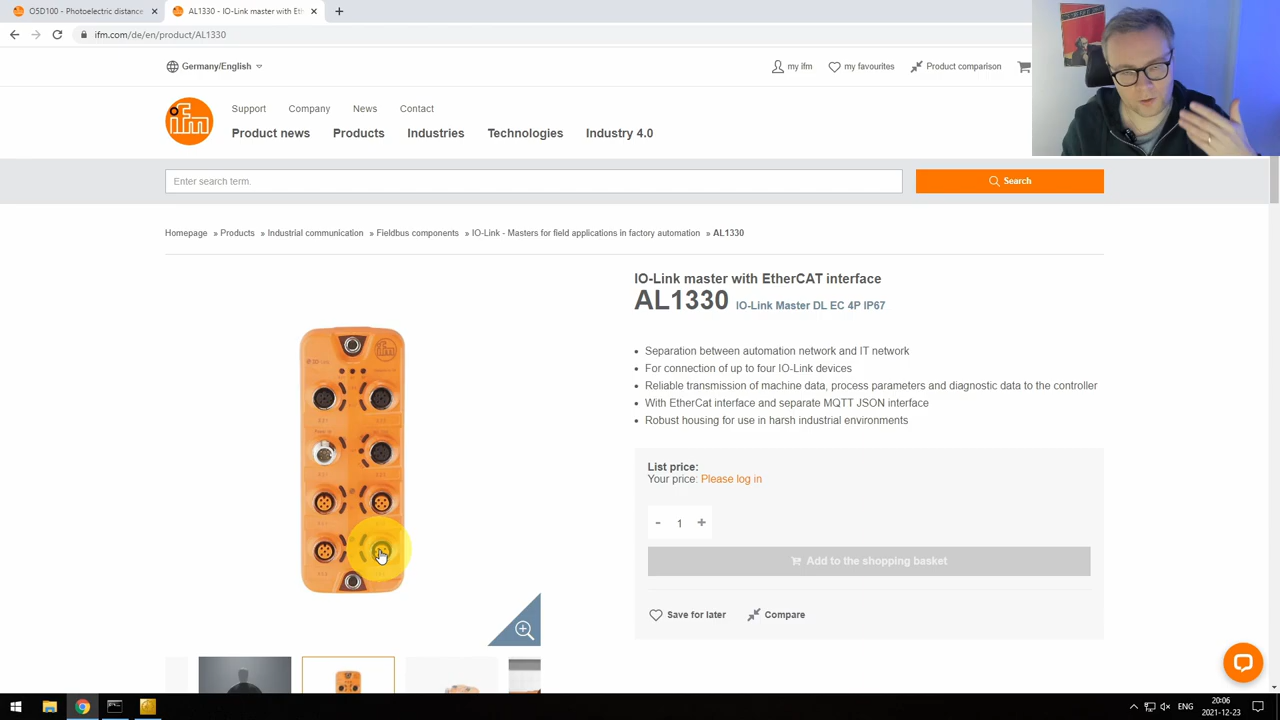 O5D100 - Photoelectric distance
AL1330 - IO-Link master with Eth
ifm.com/de/en/product/AL1330
Germany/English
my ifm
my favourites
Product comparison
ifm
Support
Company
News
Contact
Product news
Products
Industries
Technologies
Industry 4.0
Enter search term.
Search
Homepage » Products » Industrial communication » Fieldbus components » IO-Link - Masters for field applications in factory automation » AL1330
IO-Link master with EtherCAT interface
AL1330 IO-Link Master DL EC 4P IP67
Separation between automation network and IT network
For connection of up to four IO-Link devices
Reliable transmission of machine data, process parameters and diagnostic data to the controller
With EtherCat interface and separate MQTT JSON interface
Robust housing for use in harsh industrial environments
List price:
Your price: Please log in
- 1 +
Add to the shopping basket
Save for later
Compare
ENG
20:06
2021-12-23